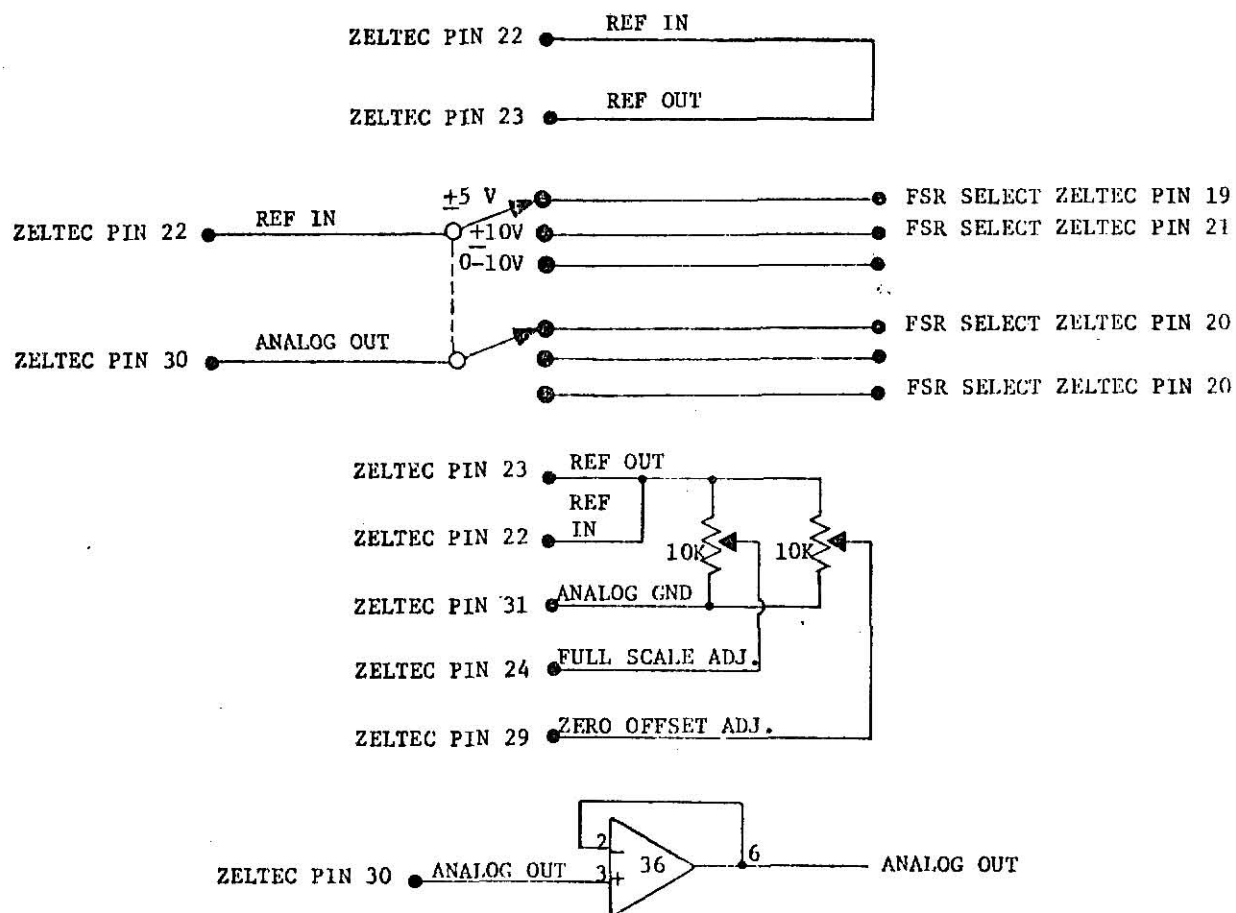 REF IN
ZELTEC PIN 22
REF OUT
ZELTEC PIN 23
±5 V
FSR SELECT ZELTEC PIN 19
REF IN
ZELTEC PIN 22
±10V
FSR SELECT ZELTEC PIN 21
0-10V
ANALOG OUT
FSR SELECT ZELTEC PIN 20
ZELTEC PIN 30
FSR SELECT ZELTEC PIN 20
ZELTEC PIN 23
REF OUT
REF
IN
ZELTEC PIN 22
10K
10K
ZELTEC PIN 31
ANALOG GND
ZELTEC PIN 24
FULL SCALE ADJ.
ZELTEC PIN 29
ZERO OFFSET ADJ.
2
-
36
6
ZELTEC PIN 30
ANALOG OUT
3
+
ANALOG OUT